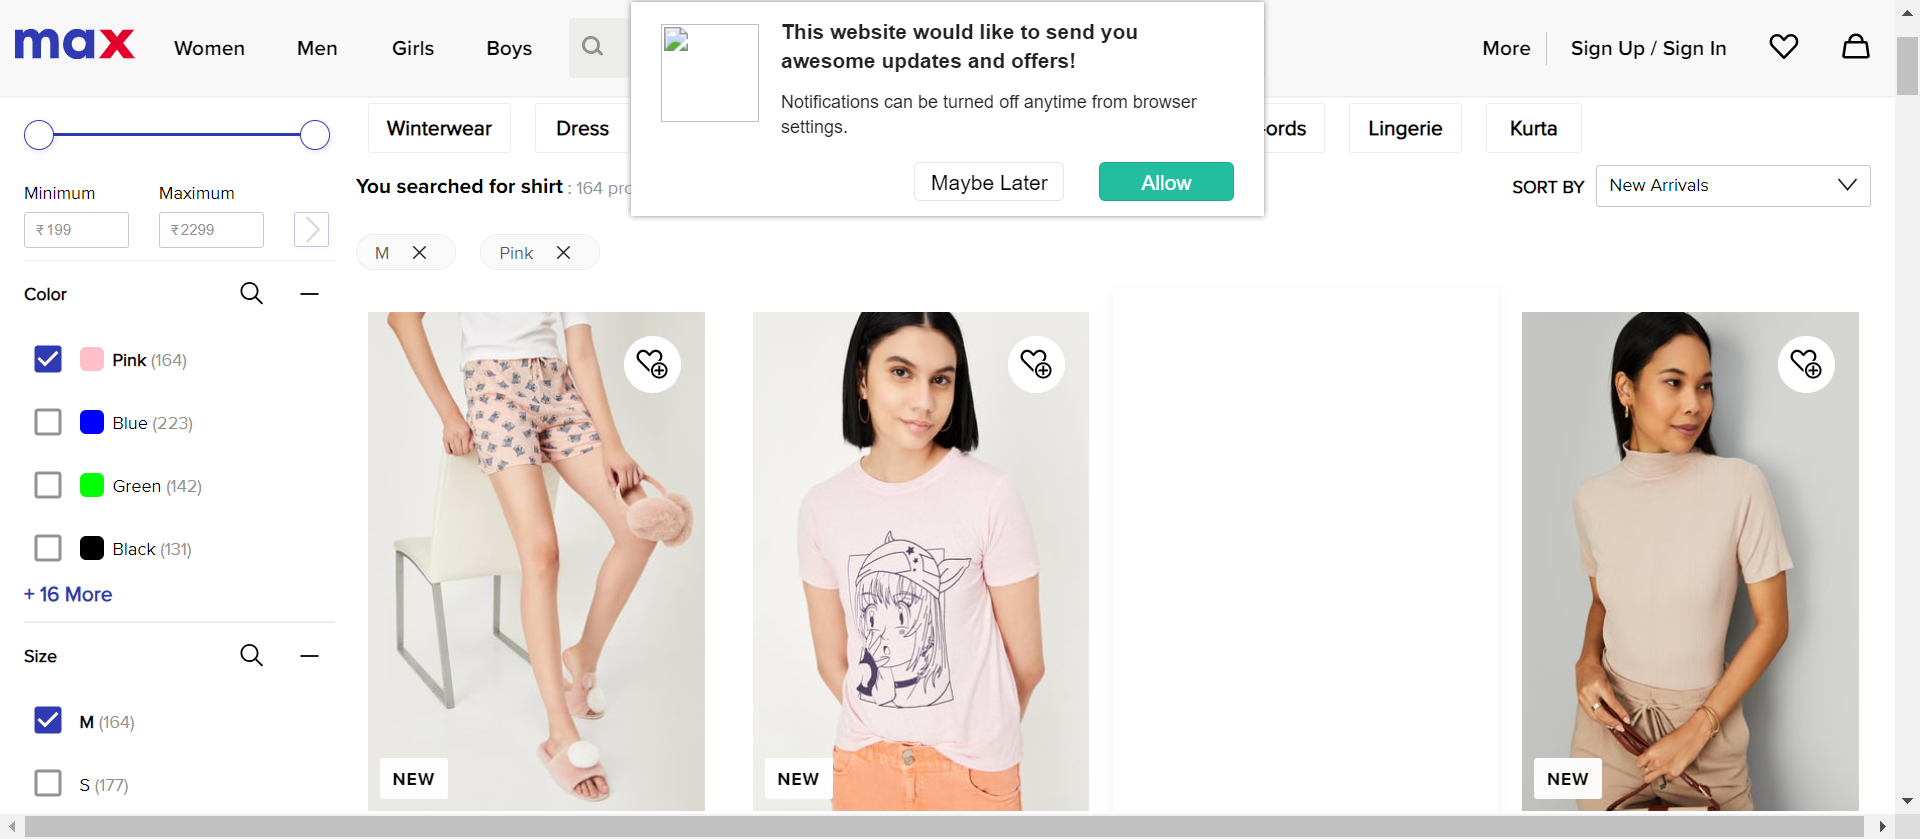 max
Women
Men
Girls
Boys
This website would like to send you
awesome updates and offers!
Notifications can be turned off anytime from browser
settings.
Maybe Later
Allow
More
Sign Up / Sign In
Winterwear
Dress
-ords
Lingerie
Kurta
You searched for shirt : 164 pro
SORT BY
New Arrivals
M
Pink
Minimum
Maximum
₹ 199
₹ 2299
Color
Pink (164)
Blue (223)
Green (142)
Black (131)
+ 16 More
Size
M (164)
S (177)
NEW
NEW
NEW